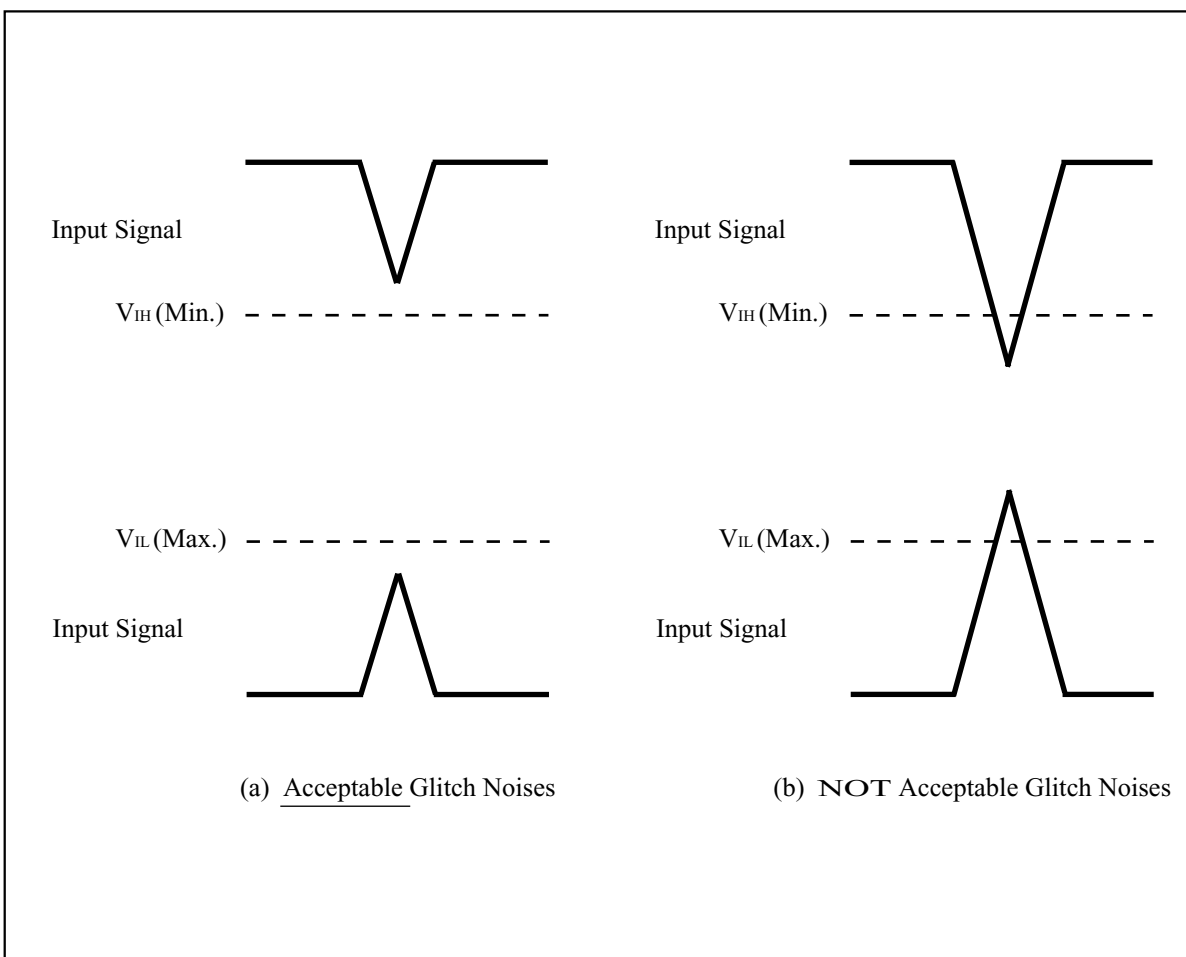 Input Signal
Input Signal
VIH (Min.)
VIH (Min.)
VIL (Max.)
VIL (Max.)
Input Signal
Input Signal
(a) Acceptable Glitch Noises
(b) NOT Acceptable Glitch Noises